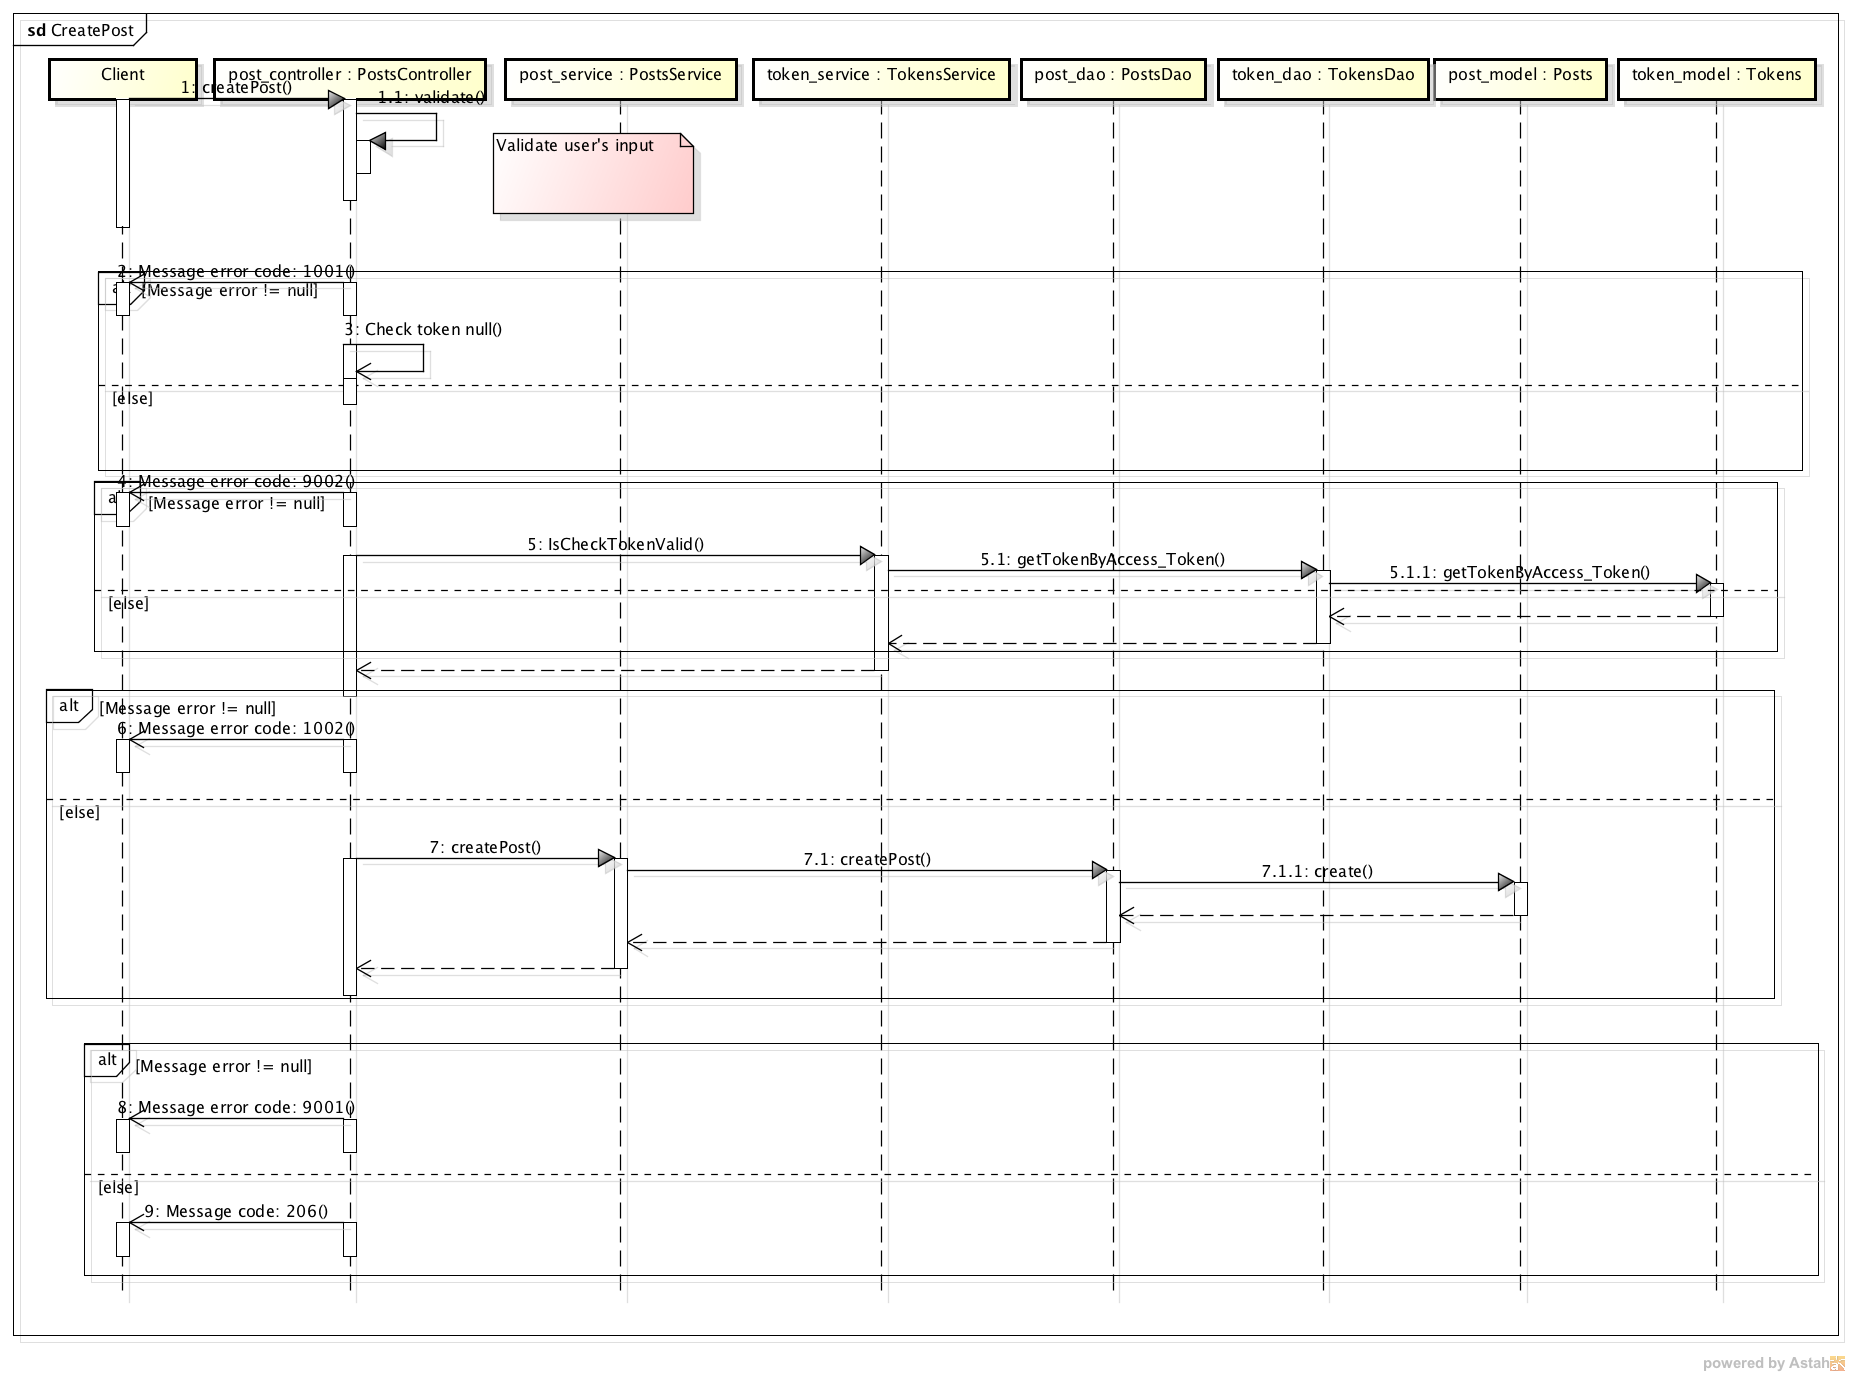 sd CreatePost
Client
post_controller : PostsController
post_service : PostsService
token_service : TokensService
post_dao : PostsDao
token_dao : TokensDao
post_model : Posts
token_model : Tokens
1: createPost()
1.1: validate()
Validate user's input
2: Message error code: 1001()
[Message error != null]
3: Check token null()
[else]
4: Message error code: 9002()
[Message error != null]
5: IsCheckTokenValid()
5.1: getTokenByAccess_Token()
5.1.1: getTokenByAccess_Token()
[else]
alt
[Message error != null]
6: Message error code: 1002()
[else]
7: createPost()
7.1: createPost()
7.1.1: create()
alt
[Message error != null]
8: Message error code: 9001()
[else]
9: Message code: 206()
powered by Astah